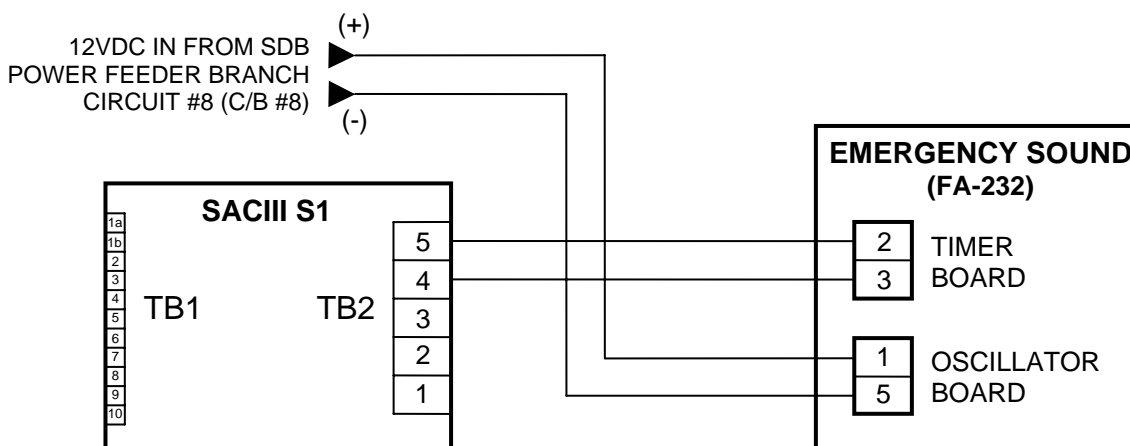 (+)
12VDC IN FROM SDB
POWER FEEDER BRANCH
CIRCUIT #8 (C/B #8)
(-)
EMERGENCY SOUND
(FA-232)
SACIII S1
1a
1b
2
3
4
5
6
7
8
9
10
TB1
TB2
5
4
3
2
1
2
3
TIMER
BOARD
1
5
OSCILLATOR
BOARD